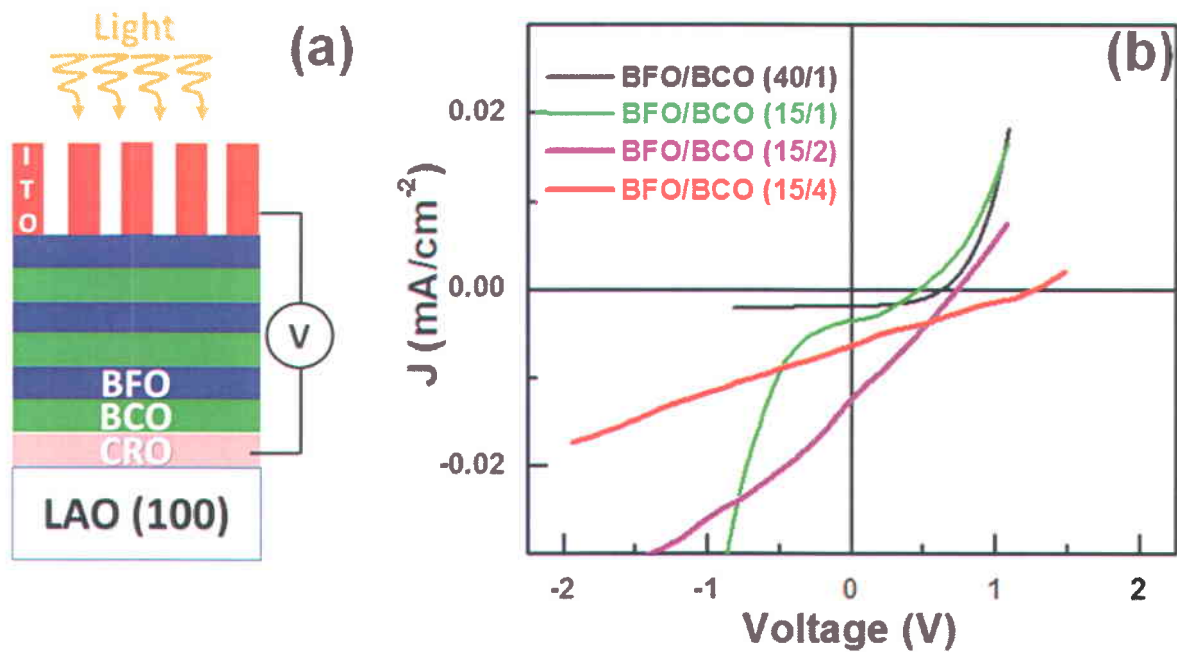 Light
(a)
I
T
O
V
BFO
BCO
CRO
LAO (100)
(b)
BFO/BCO (40/1)
BFO/BCO (15/1)
BFO/BCO (15/2)
BFO/BCO (15/4)
0.02
0.00
-0.02
J (mA/cm⁻²)
-2
-1
0
1
2
Voltage (V)